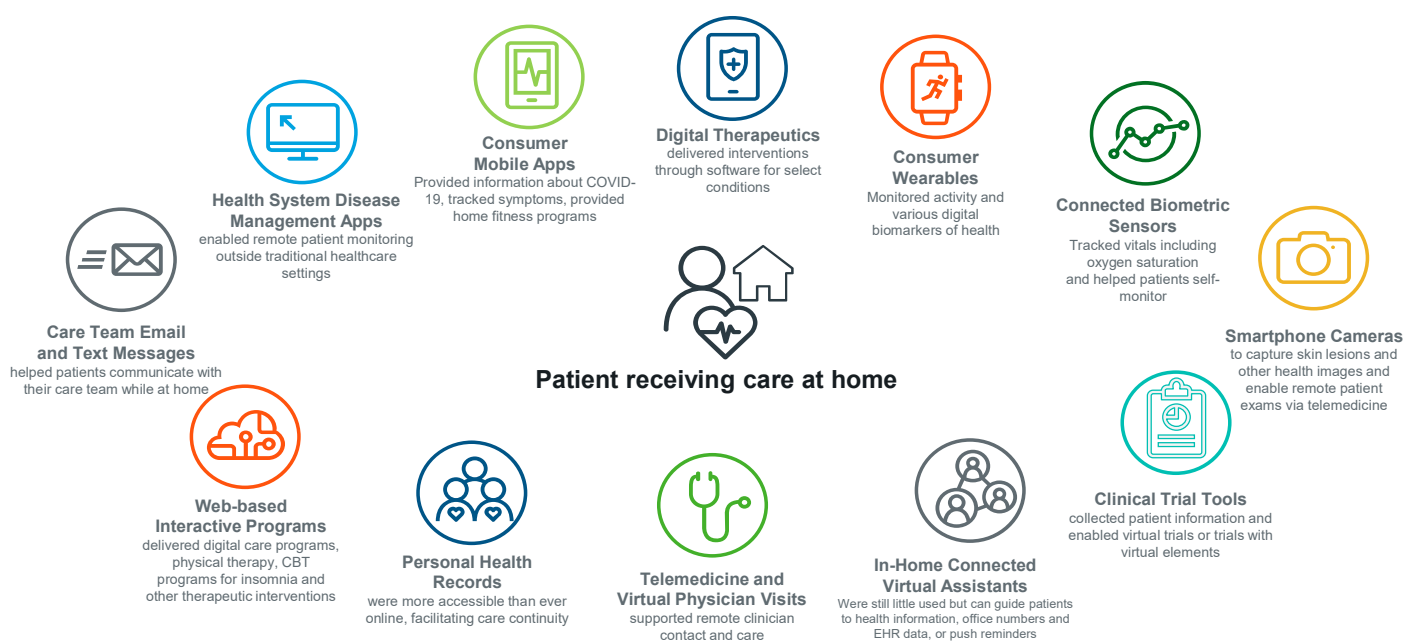 Consumer
Mobile Apps
Provided information about COVID-
19, tracked symptoms, provided
home fitness programs
Digital Therapeutics
delivered interventions
through software for select
conditions
Consumer
Wearables
Monitored activity and
various digital
biomarkers of health
Health System Disease
Management Apps
enabled remote patient monitoring
outside traditional healthcare
settings
Connected Biometric
Sensors
Tracked vitals including
oxygen saturation
and helped patients self-
monitor
Care Team Email
and Text Messages
helped patients communicate with
their care team while at home
Smartphone Cameras
to capture skin lesions and
other health images and
enable remote patient
exams via telemedicine
Patient receiving care at home
Web-based
Interactive Programs
delivered digital care programs,
physical therapy, CBT
programs for insomnia and
other therapeutic interventions
Personal Health
Records
were more accessible than ever
online, facilitating care continuity
Telemedicine and
Virtual Physician Visits
supported remote clinician
contact and care
In-Home Connected
Virtual Assistants
Were still little used but can guide patients
to health information, office numbers and
EHR data, or push reminders
Clinical Trial Tools
collected patient information and
enabled virtual trials or trials with
virtual elements